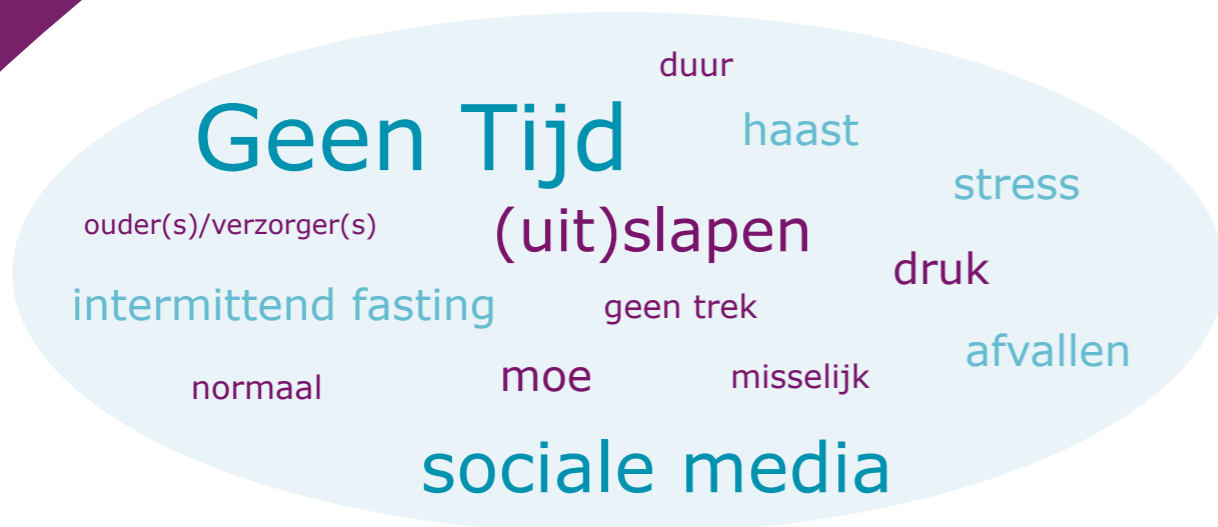 duur
Geen Tijd
haast
stress
ouder(s)/verzorger(s)
(uit)slapen
druk
intermittend fasting
geen trek
afvallen
normaal
moe
misselijk
sociale media